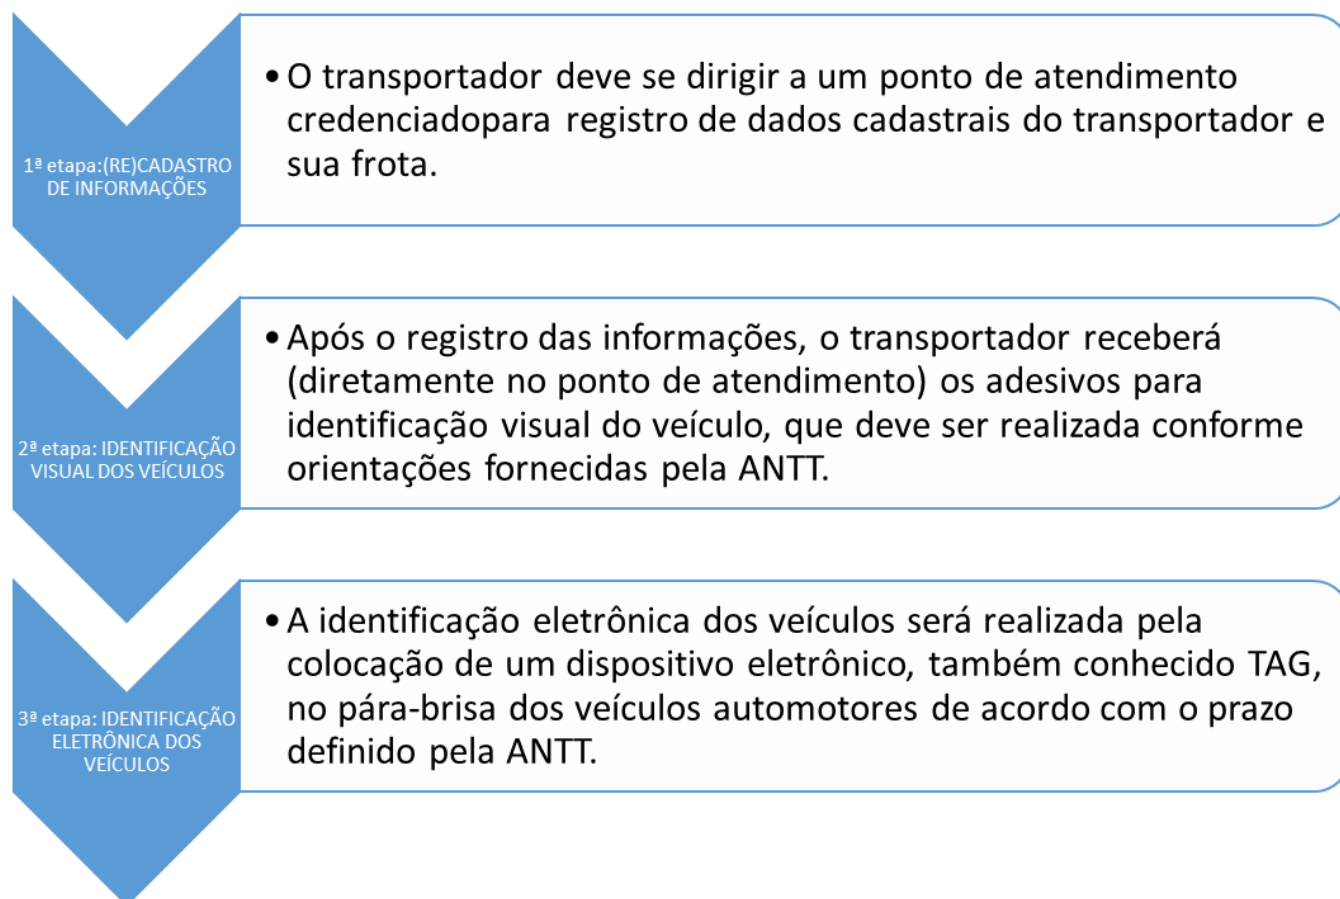 1ª etapa:(RE)CADASTRO
DE INFORMAÇÕES
•O transportador deve se dirigir a um ponto de atendimento
credenciadopara registro de dados cadastrais do transportador e
sua frota.
2ª etapa: IDENTIFICAÇÃO
VISUAL DOS VEÍCULOS
•Após o registro das informações, o transportador receberá
(diretamente no ponto de atendimento) os adesivos para
identificação visual do veículo, que deve ser realizada conforme
orientações fornecidas pela ANTT.
3ª etapa: IDENTIFICAÇÃO
ELETRÔNICA DOS
VEÍCULOS
•A identificação eletrônica dos veículos será realizada pela
colocação de um dispositivo eletrônico, também conhecido TAG,
no pára-brisa dos veículos automotores de acordo com o prazo
definido pela ANTT.